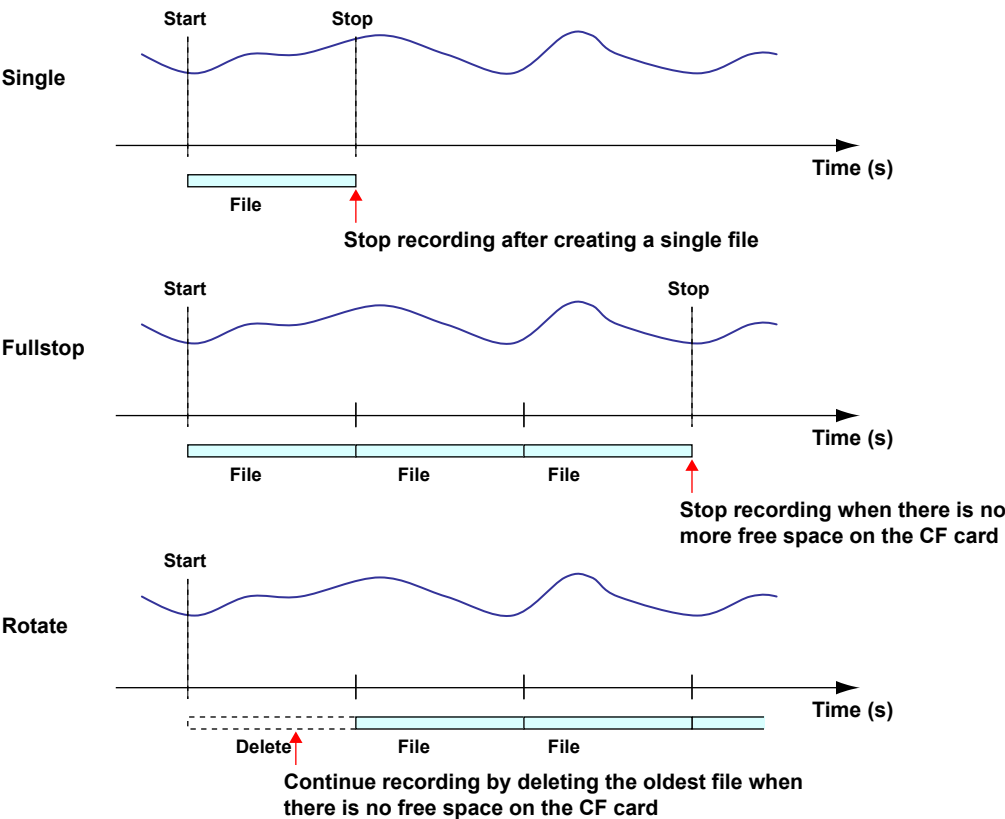 Start Stop
Single
Time (s)
File
Stop recording after creating a single file
Start Stop
Fullstop
Time (s)
File File File
Stop recording when there is no
more free space on the CF card
Start
Rotate
Time (s)
Delete File File
Continue recording by deleting the oldest file when
there is no free space on the CF card